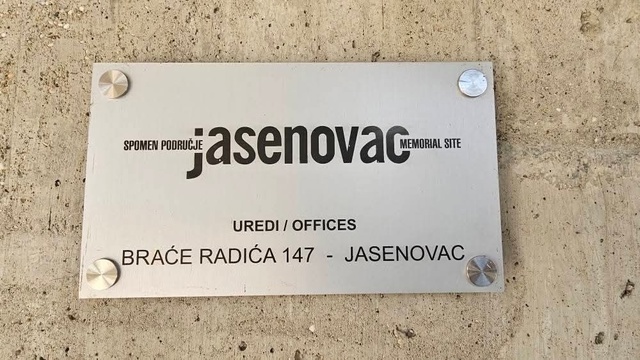 SPOMEN PODRUČJE jasenovac MEMORIAL SITE
UREDI / OFFICES
BRAĆE RADIĆA 147 - JASENOVAC